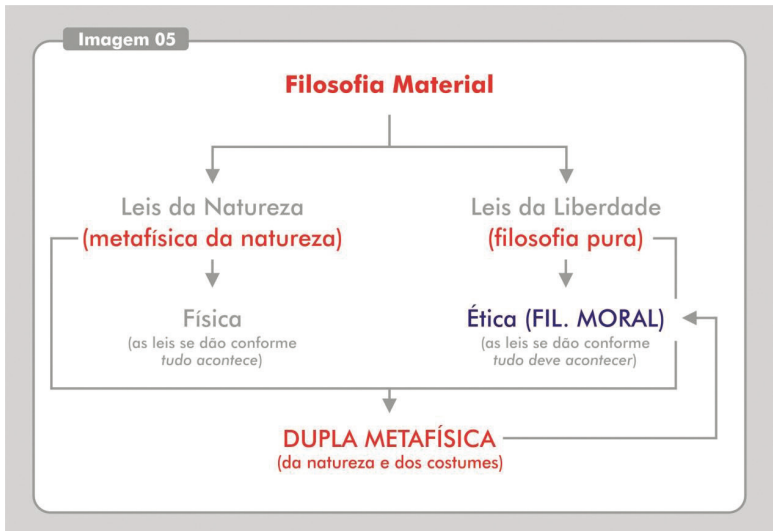 Imagem 05
Filosofia Material
Leis da Natureza
(metafísica da natureza)
Física
(as leis se dão conforme
tudo acontece)
Leis da Liberdade
(filosofia pura)
Ética (FIL. MORAL)
(as leis se dão conforme
tudo deve acontecer)
DUPLA METAFÍSICA
(da natureza e dos costumes)